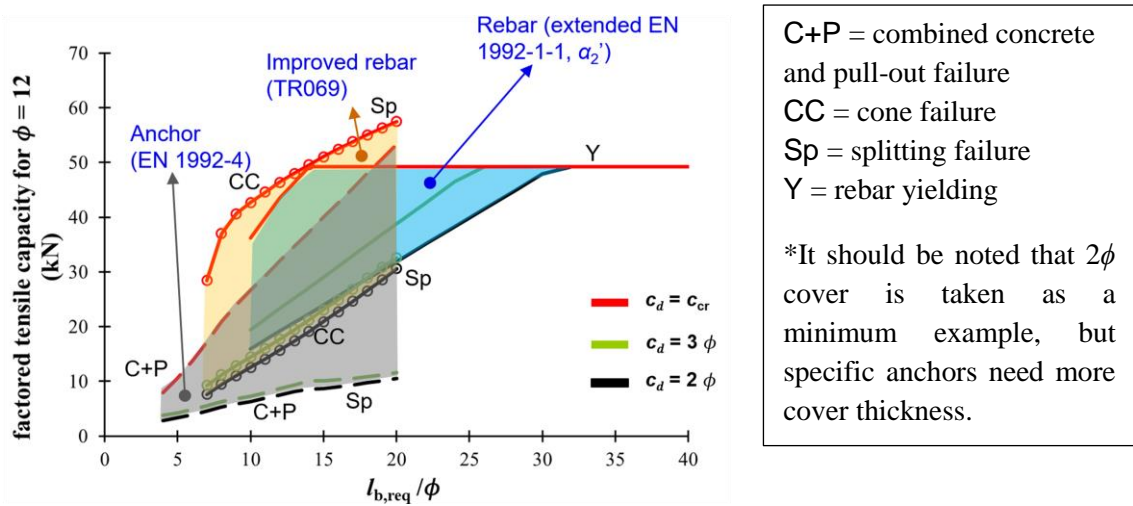 factored tensile capacity for ϕ = 12
(kN)
70
60
50
40
30
20
10
0
0
5
10
15
20
25
30
35
40
l_b,req /ϕ
Anchor
(EN 1992-4)
Improved rebar
(TR069)
Rebar (extended EN
1992-1-1, α2’)
Sp
CC
Y
Sp
CC
C+P
C+P
Sp
c_d = c_cr
c_d = 3 ϕ
c_d = 2 ϕ
C+P = combined concrete
and pull-out failure
CC = cone failure
Sp = splitting failure
Y = rebar yielding
*It should be noted that 2ϕ
cover is taken as a
minimum example, but
specific anchors need more
cover thickness.